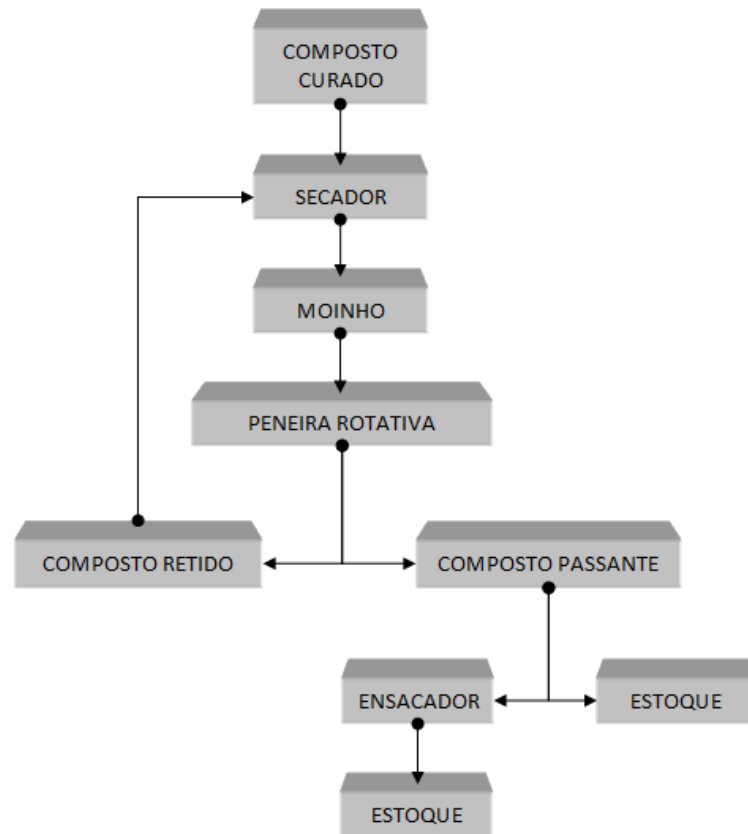 COMPOSTO
CURADO
SECADOR
MOINHO
PENEIRA ROTATIVA
COMPOSTO RETIDO
COMPOSTO PASSANTE
ENSACADOR
ESTOQUE
ESTOQUE